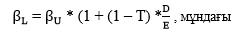 βL = βU * (1 + (1 – T) *D/E , мұндағы